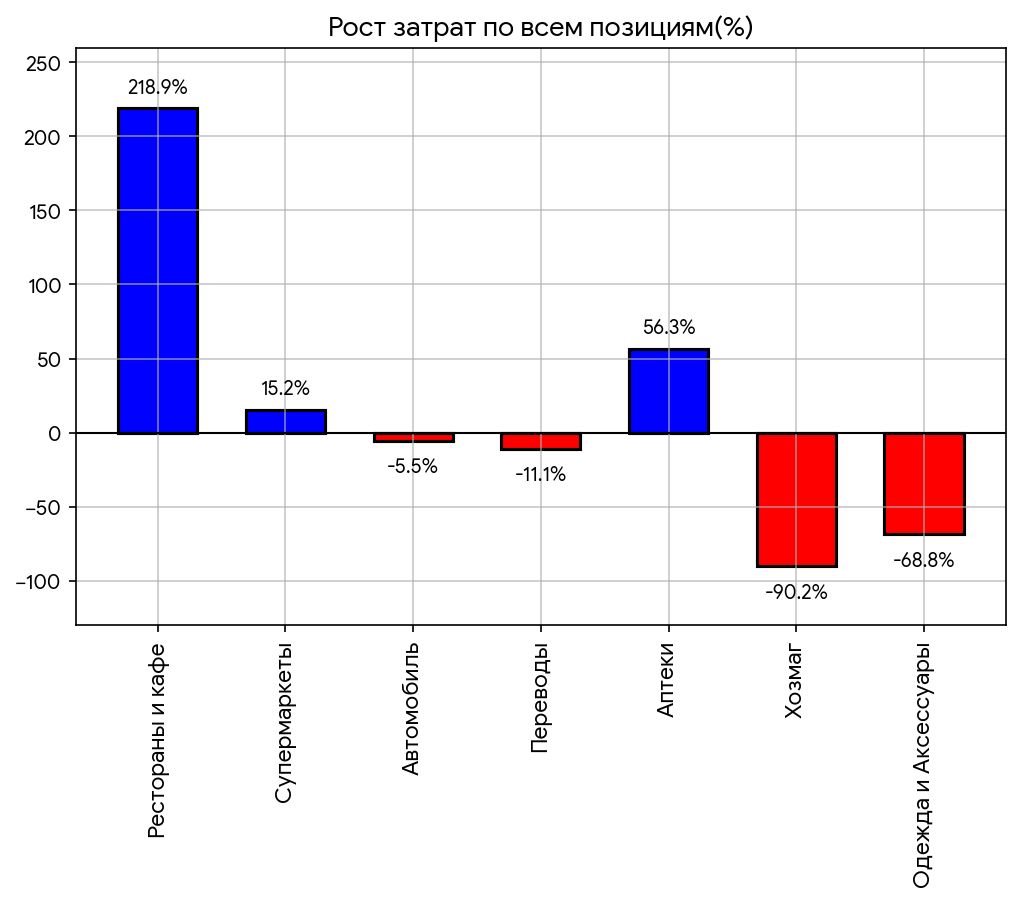 Рост затрат по всем позициям(%)
250
200
150
100
50
0
−50
−100
218.9%
15.2%
-5.5%
-11.1%
56.3%
-90.2%
-68.8%
Рестораны и кафе
Супермаркеты
Автомобиль
Переводы
Аптеки
Хозмаг
Одежда и Аксессуары